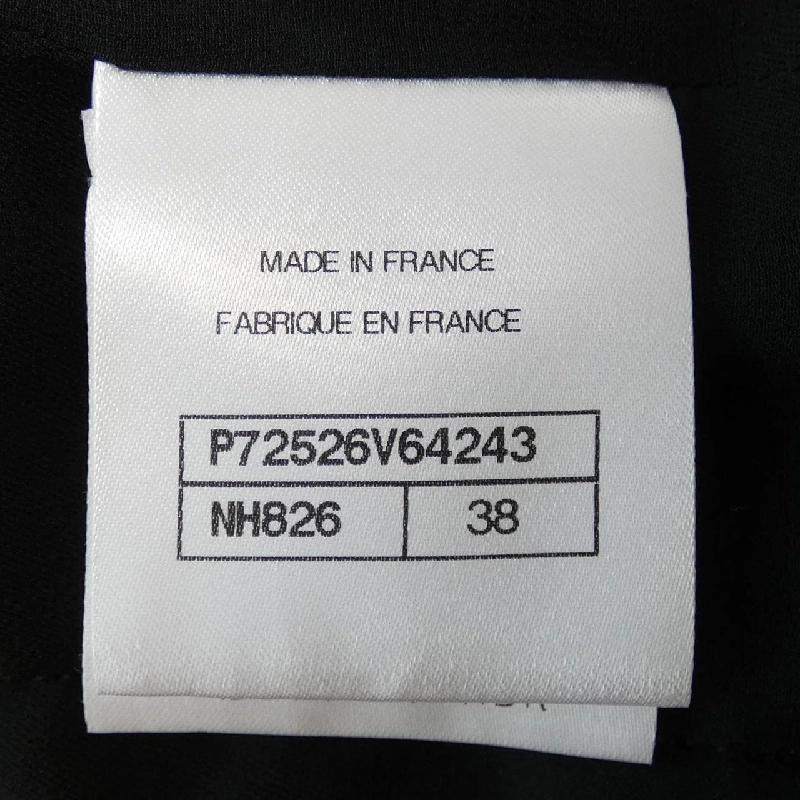 MADE IN FRANCE
FABRIQUE EN FRANCE
P72526V64243
NH826 38